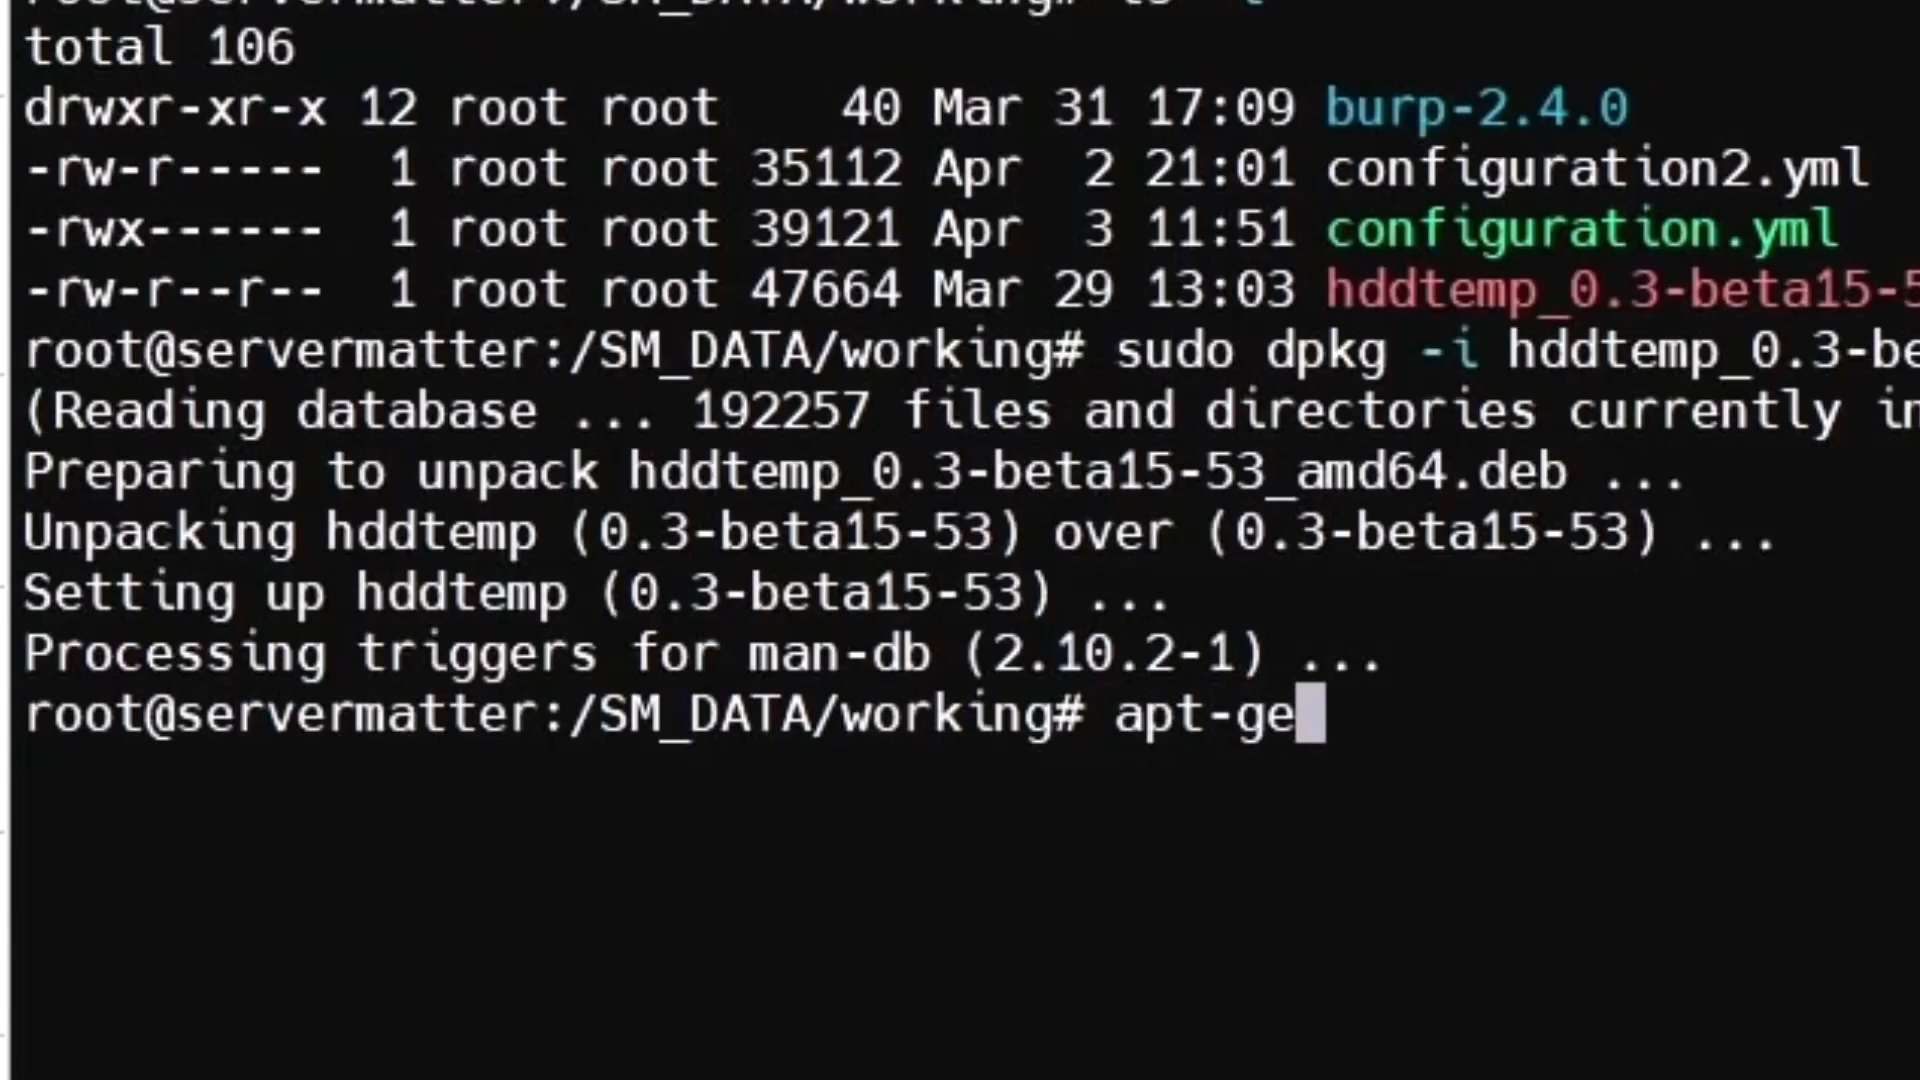 total 106
drwxr-xr-x 12 root root    40 Mar 31 17:09 burp-2.4.0
-rw-r-----  1 root root 35112 Apr  2 21:01 configuration2.yml
-rwx------  1 root root 39121 Apr  3 11:51 configuration.yml
-rw-r--r--  1 root root 47664 Mar 29 13:03 hddtemp_0.3-beta15-5
root@servermatter:/SM_DATA/working# sudo dpkg -i hddtemp_0.3-be
(Reading database ... 192257 files and directories currently in
Preparing to unpack hddtemp_0.3-beta15-53_amd64.deb ...
Unpacking hddtemp (0.3-beta15-53) over (0.3-beta15-53) ...
Setting up hddtemp (0.3-beta15-53) ...
Processing triggers for man-db (2.10.2-1) ...
root@servermatter:/SM_DATA/working# apt-ge